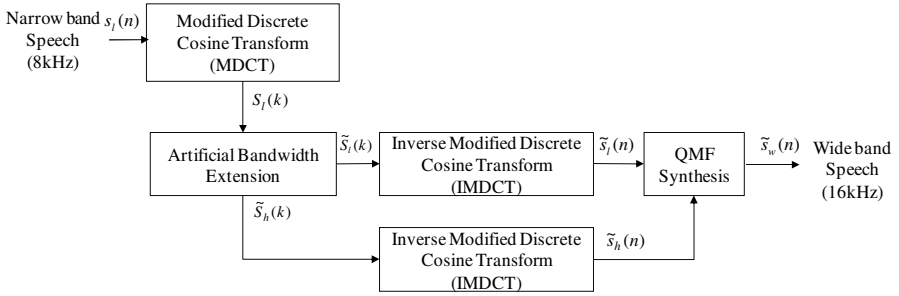 Narrow band
Speech
(8kHz)
s_l(n)
Modified Discrete
Cosine Transform
(MDCT)
S_l(k)
Artificial Bandwidth
Extension
S̃_l(k)
Inverse Modified Discrete
Cosine Transform
(IMDCT)
s̃_l(n)
QMF
Synthesis
s̃_w(n)
Wide band
Speech
(16kHz)
S̃_h(k)
Inverse Modified Discrete
Cosine Transform
(IMDCT)
s̃_h(n)